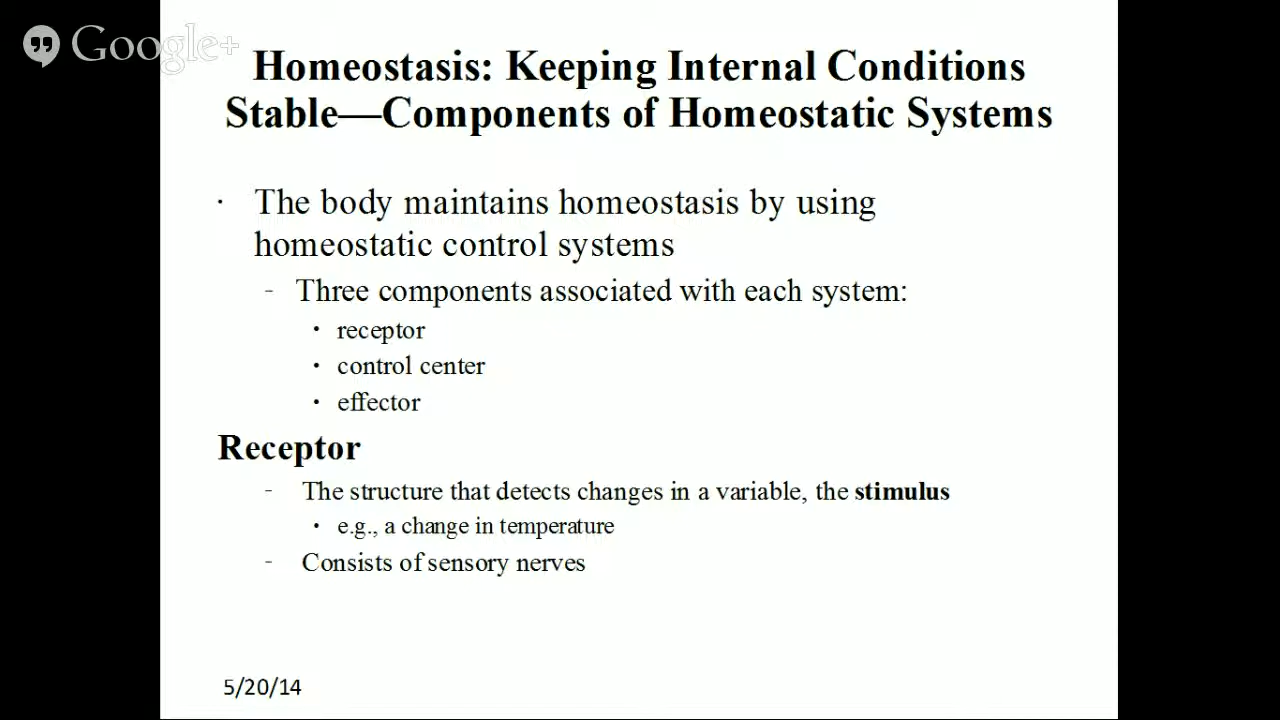 Google+
Homeostasis: Keeping Internal Conditions
Stable—Components of Homeostatic Systems
· The body maintains homeostasis by using
homeostatic control systems
- Three components associated with each system:
• receptor
• control center
• effector
Receptor
- The structure that detects changes in a variable, the stimulus
• e.g., a change in temperature
- Consists of sensory nerves
5/20/14